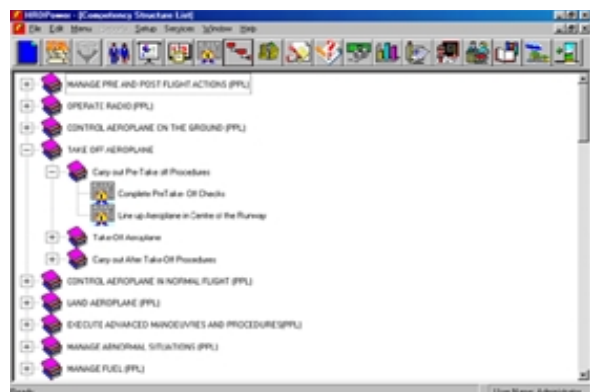 HRDPower - [Competency Structure List]
File Edit Menu Setup Services Window Help
MANAGE PRE AND POST FLIGHT ACTIONS (PPL)
OPERATE RADIO (PPL)
CONTROL AEROPLANE ON THE GROUND (PPL)
TAKE OFF AEROPLANE
Carry out Pre-Take off Procedures
Complete PreTake- Off Checks
Line up Aeroplane in Centre of the Runway
Take-Off Aeroplane
Carry out After Take-Off Procedures
CONTROL AEROPLANE IN NORMAL FLIGHT (PPL)
LAND AEROPLANE (PPL)
EXECUTE ADVANCED MANOEUVRES AND PROCEDURES(PPL)
MANAGE ABNORMAL SITUATIONS (PPL)
MANAGE FUEL (PPL)
Ready
User Name: Administrator